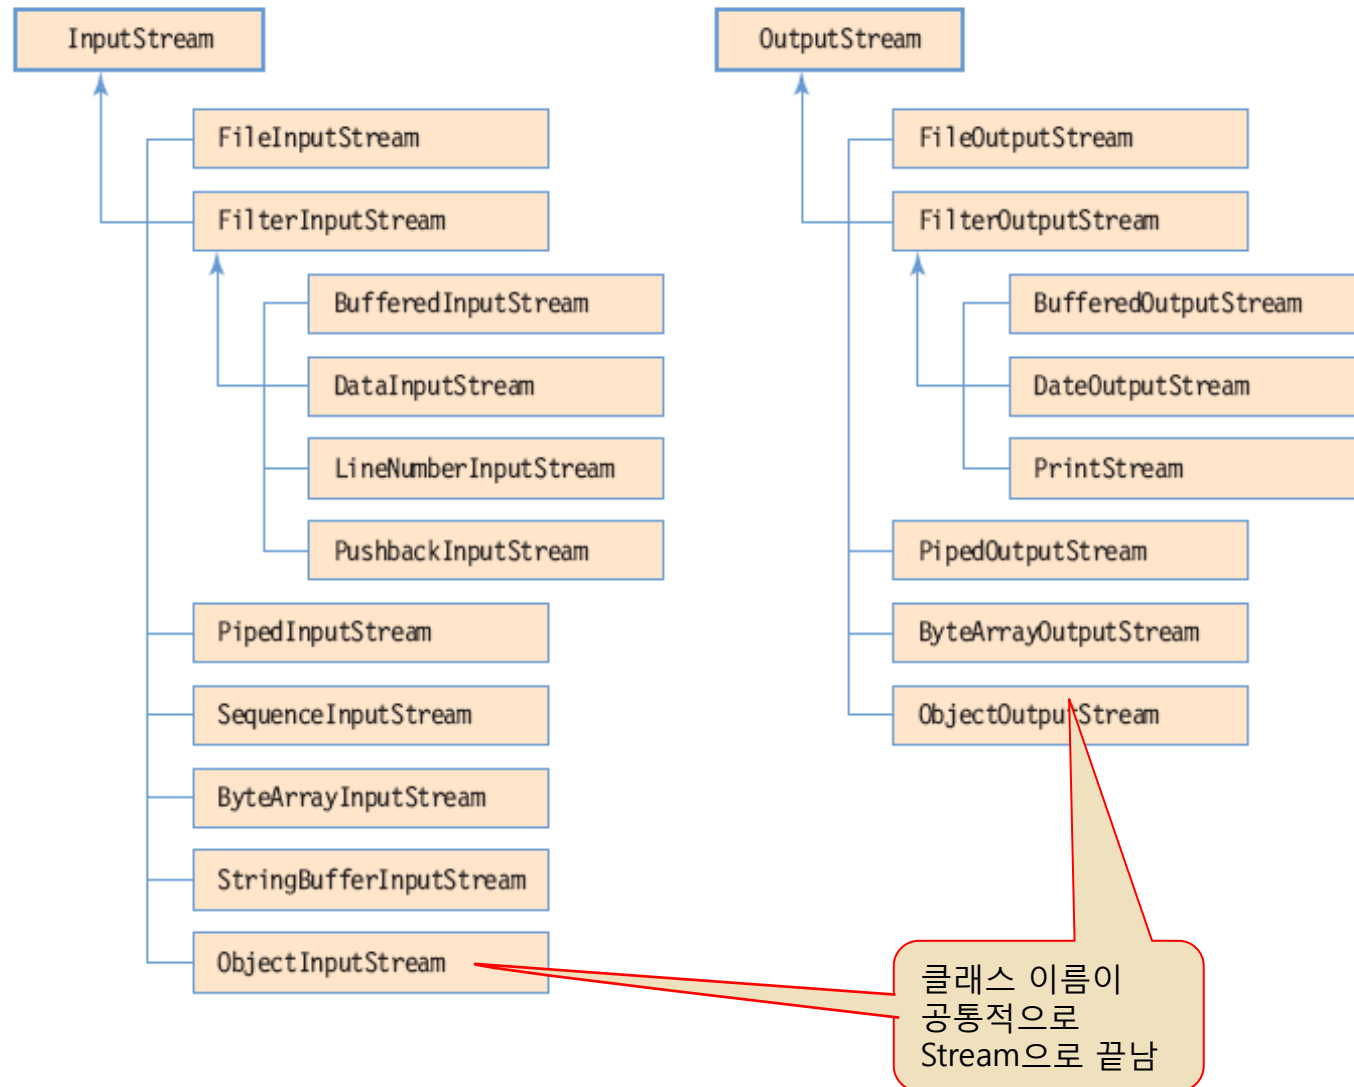 InputStream
FileInputStream
FilterInputStream
BufferedInputStream
DataInputStream
LineNumberInputStream
PushbackInputStream
PipedInputStream
SequenceInputStream
ByteArrayInputStream
StringBufferInputStream
ObjectInputStream
OutputStream
FileOutputStream
FilterOutputStream
BufferedOutputStream
DateOutputStream
PrintStream
PipedOutputStream
ByteArrayOutputStream
ObjectOutputStream
클래스 이름이
공통적으로
Stream으로 끝남